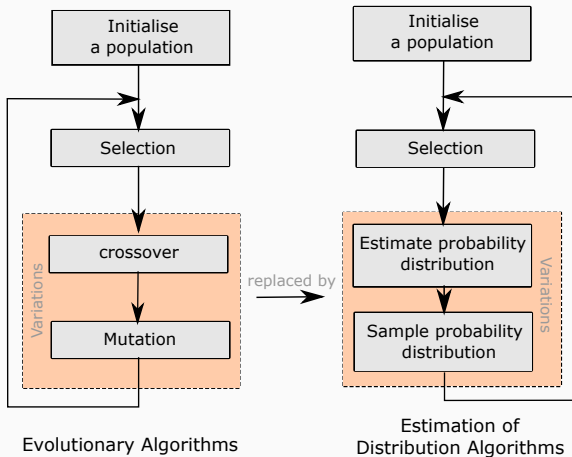 Initialise
a population
Selection
Variations
crossover
Mutation
Evolutionary Algorithms
replaced by
Initialise
a population
Selection
Estimate probability
distribution
Variations
Sample probability
distribution
Estimation of
Distribution Algorithms